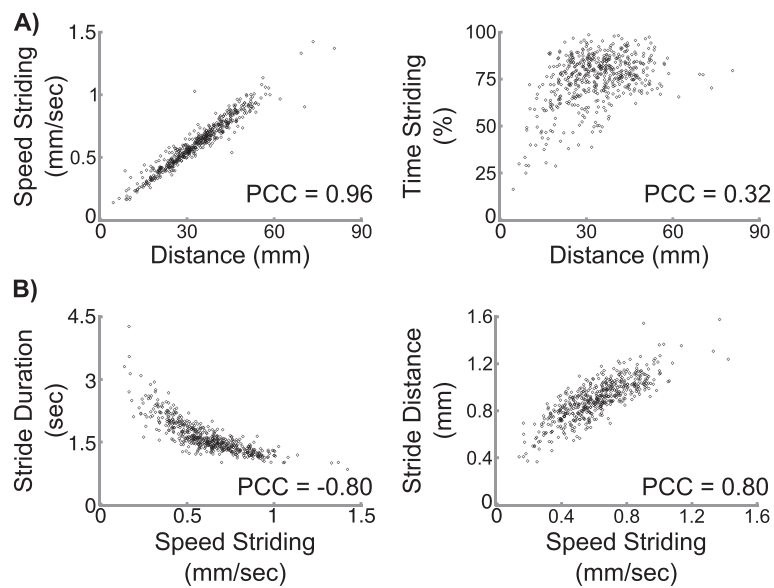 A)
Speed Striding
(mm/sec)
1.5
1
0.5
0
0
30
60
90
PCC = 0.96
Distance (mm)
Time Striding
(%)
100
75
50
25
0
0
30
60
90
PCC = 0.32
Distance (mm)
B)
Stride Duration
(sec)
4.5
3
1.5
0
0
0.5
1
1.5
PCC = -0.80
Speed Striding
(mm/sec)
Stride Distance
(mm)
1.6
1.2
0.8
0.4
0
0
0.4
0.8
1.2
1.6
PCC = 0.80
Speed Striding
(mm/sec)